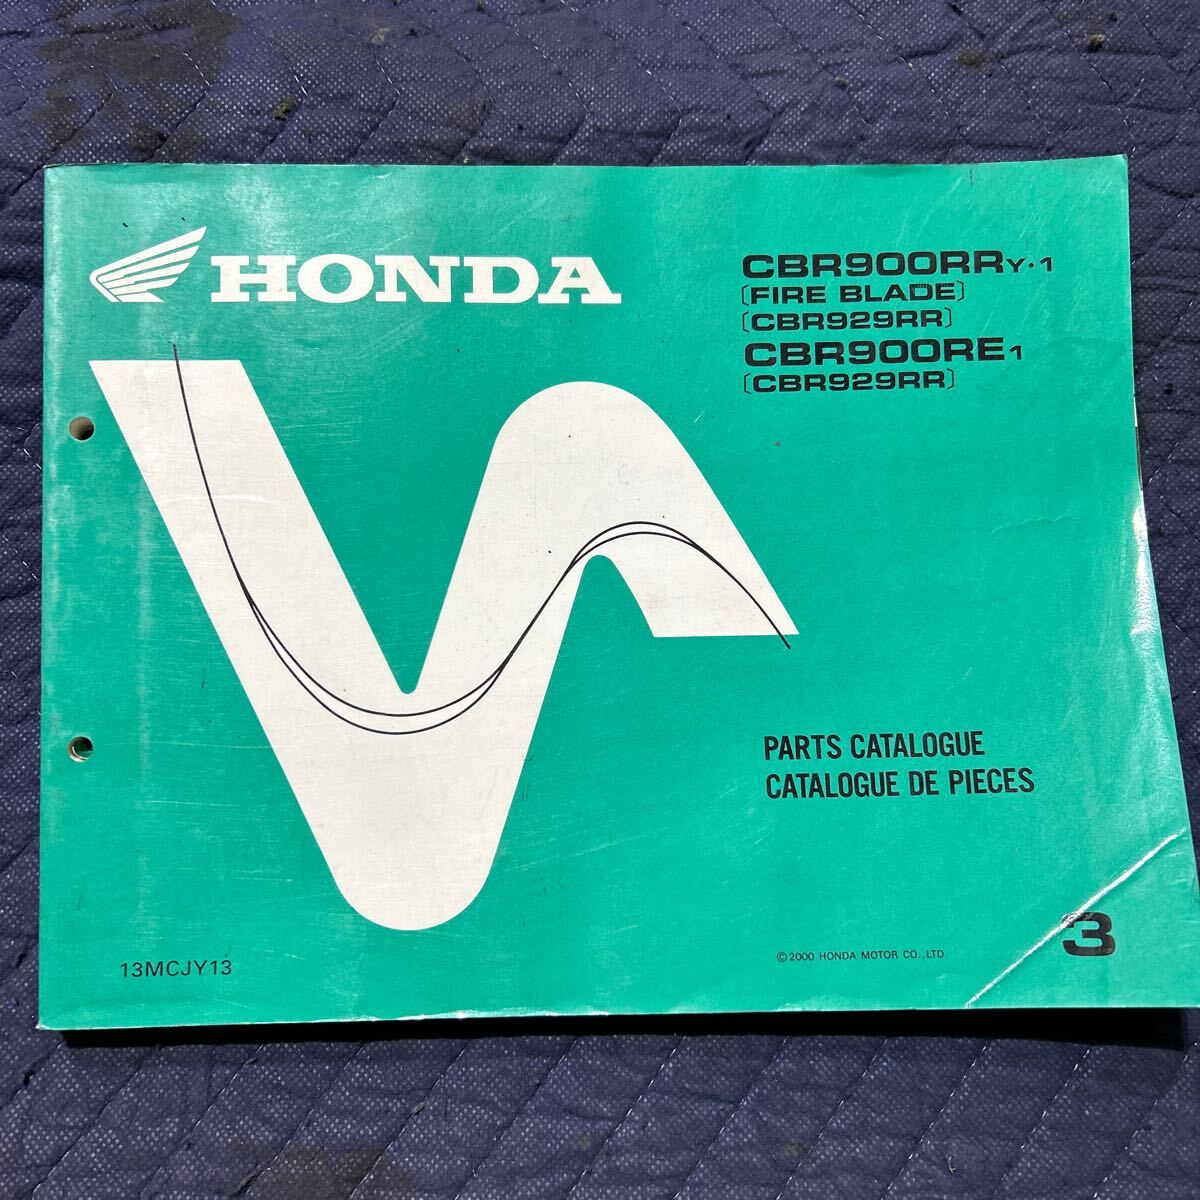 HONDA
CBR900RRY·1
[FIRE BLADE]
[CBR929RR]
CBR900RE1
[CBR929RR]
PARTS CATALOGUE
CATALOGUE DE PIECES
3
13MCJY13
©2000 HONDA MOTOR CO.,LTD.